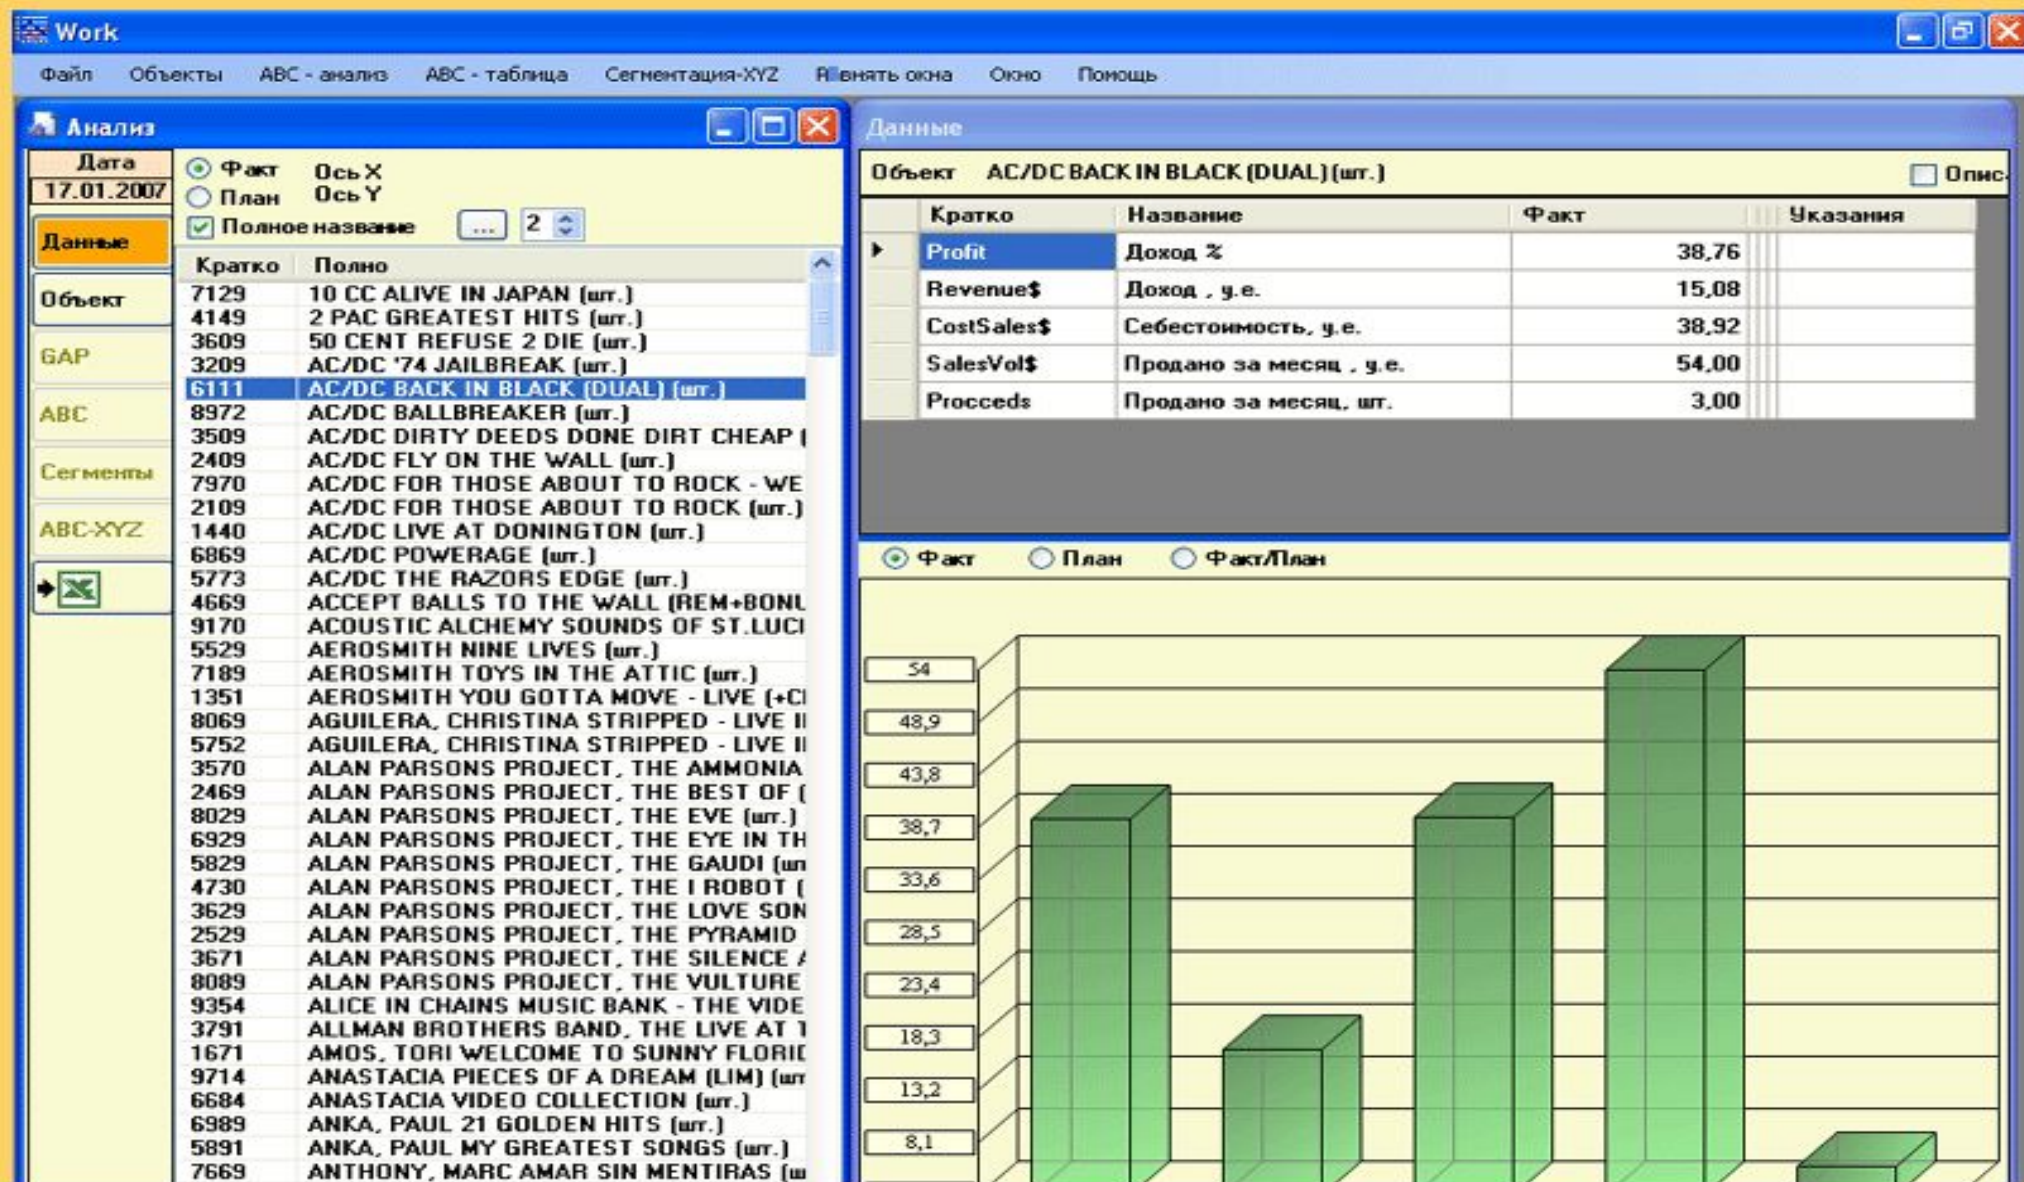 Work
Файл Объекты ABC - анализ ABC - таблица Сегментация-XYZ внять окна Окно Помощь
Анализ
Дата
17.01.2007
Факт Ось X
План Ось Y
Полное название ... 2
Данные
Объект
GAP
ABC
Сегменты
ABC-XYZ
Кратко Полно
7129 10 CC ALIVE IN JAPAN (шт.)
4149 2 PAC GREATEST HITS (шт.)
3609 50 CENT REFUSE 2 DIE (шт.)
3209 AC/DC '74 JAILBREAK (шт.)
6111 AC/DC BACK IN BLACK (DUAL) (шт.)
8972 AC/DC BALLBREAKER (шт.)
3509 AC/DC DIRTY DEEDS DONE DIRT CHEAP (
2409 AC/DC FLY ON THE WALL (шт.)
7970 AC/DC FOR THOSE ABOUT TO ROCK - WE
2109 AC/DC FOR THOSE ABOUT TO ROCK (шт.)
1440 AC/DC LIVE AT DONINGTON (шт.)
6869 AC/DC POWERAGE (шт.)
5773 AC/DC THE RAZORS EDGE (шт.)
4669 ACCEPT BALLS TO THE WALL (REM+BONU
9170 ACOUSTIC ALCHEMY SOUNDS OF ST.LUCI
5529 AEROSMITH NINE LIVES (шт.)
7189 AEROSMITH TOYS IN THE ATTIC (шт.)
1351 AEROSMITH YOU GOTTA MOVE - LIVE (+C
8069 AGUILERA, CHRISTINA STRIPPED - LIVE I
5752 AGUILERA, CHRISTINA STRIPPED - LIVE I
3570 ALAN PARSONS PROJECT, THE AMMONIA
2469 ALAN PARSONS PROJECT, THE BEST OF (
8029 ALAN PARSONS PROJECT, THE EVE (шт.)
6929 ALAN PARSONS PROJECT, THE EYE IN TH
5829 ALAN PARSONS PROJECT, THE GAUDI (шт
4730 ALAN PARSONS PROJECT, THE I ROBOT (
3629 ALAN PARSONS PROJECT, THE LOVE SON
2529 ALAN PARSONS PROJECT, THE PYRAMID
3671 ALAN PARSONS PROJECT, THE SILENCE A
8089 ALAN PARSONS PROJECT, THE VULTURE
9354 ALICE IN CHAINS MUSIC BANK - THE VIDE
3791 ALLMAN BROTHERS BAND, THE LIVE AT T
1671 AMOS, TORI WELCOME TO SUNNY FLORID
9714 ANASTACIA PIECES OF A DREAM (LIM) (шт
6684 ANASTACIA VIDEO COLLECTION (шт.)
6989 ANKA, PAUL 21 GOLDEN HITS (шт.)
5891 ANKA, PAUL MY GREATEST SONGS (шт.)
7669 ANTHONY, MARC AMAR SIN MENTIRAS (ш
Данные
Объект AC/DC BACK IN BLACK (DUAL) (шт.) Опис.
Кратко Название Факт Указания
Profit Доход % 38,76
Revenue$ Доход , у.е. 15,08
CostSales$ Себестоимость, у.е. 38,92
SalesVol$ Продано за месяц , у.е. 54,00
Procceds Продано за месяц, шт. 3,00
Факт План Факт/План
54
48,9
43,8
38,7
33,6
28,5
23,4
18,3
13,2
8,1